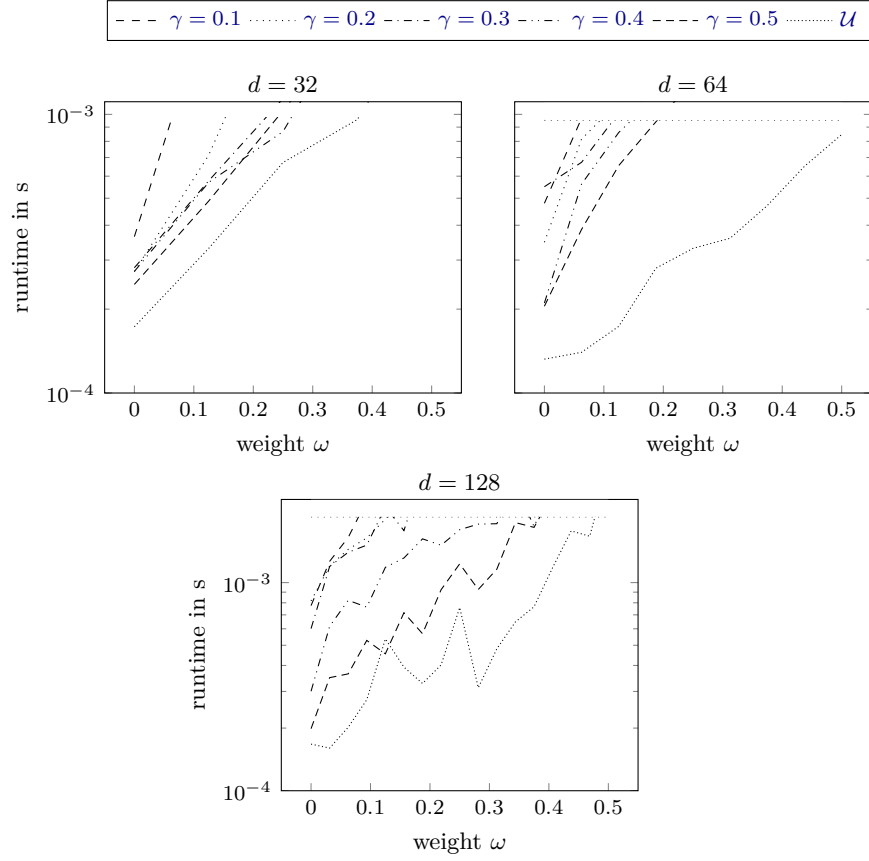 γ = 0.1 γ = 0.2 γ = 0.3 γ = 0.4 γ = 0.5 𝒰
d = 32
d = 64
10⁻³
10⁻⁴
runtime in s
0 0.1 0.2 0.3 0.4 0.5
0 0.1 0.2 0.3 0.4 0.5
weight ω
weight ω
d = 128
10⁻³
10⁻⁴
runtime in s
0 0.1 0.2 0.3 0.4 0.5
weight ω